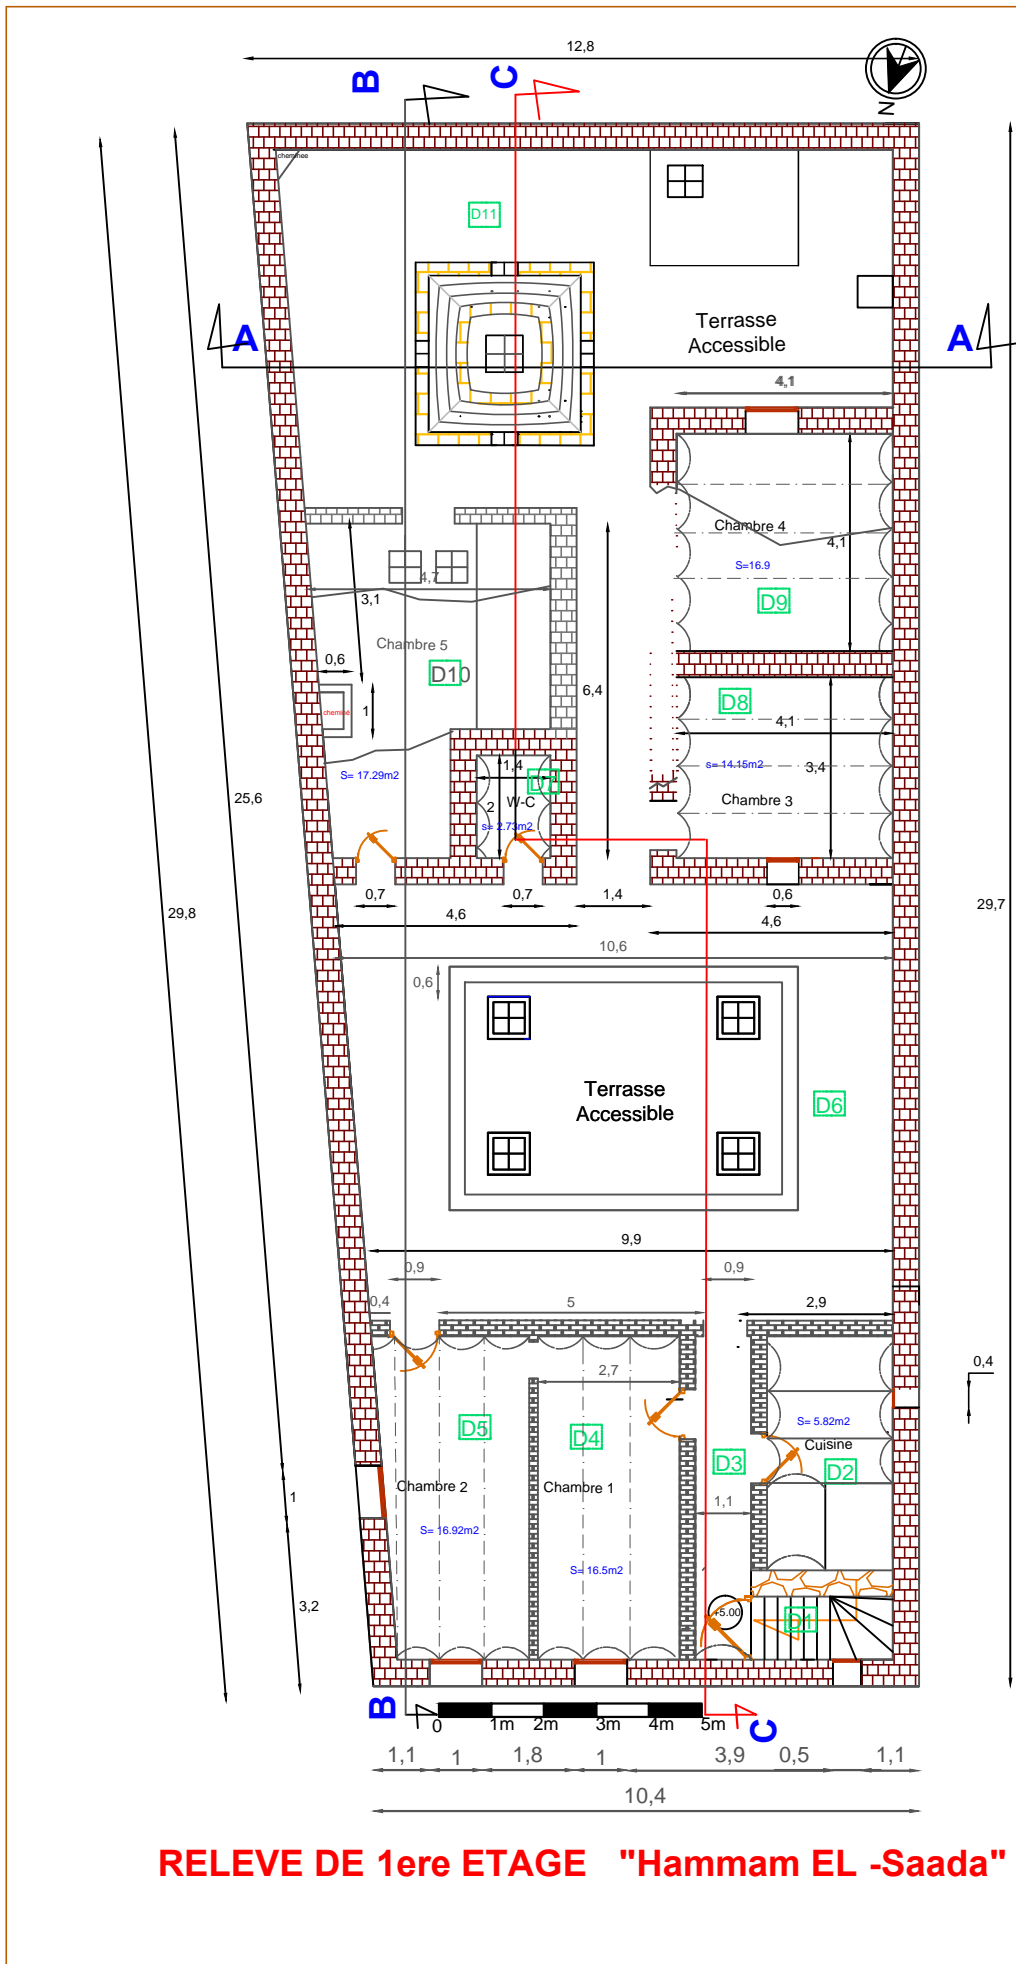 12,8
B
C
N
cheminee
D11
Terrasse
Accessible
A
A
4,1
Chambre 4
4,1
S=16.9
D9
4,7
3,1
Chambre 5
D10
0,6
cheminé
1
6,4
D8
4,1
S= 17.29m2
1,4
D7
2
W-C
s= 2.73m2
s= 14.15m2
3,4
Chambre 3
25,6
29,8
29,7
0,7
0,7
1,4
0,6
4,6
4,6
10,6
0,6
Terrasse
Accessible
D6
9,9
0,9
0,9
0,4
5
2,9
0,4
2,7
D5
D4
S= 5.82m2
Cuisine
D3
D2
Chambre 2
Chambre 1
1
1,1
S= 16.92m2
S= 16.5m2
3,2
+5.00
D1
B
0
1m
2m
3m
4m
5m
C
1,1
1
1,8
1
3,9
0,5
1,1
10,4
RELEVE DE 1ere ETAGE "Hammam EL -Saada"